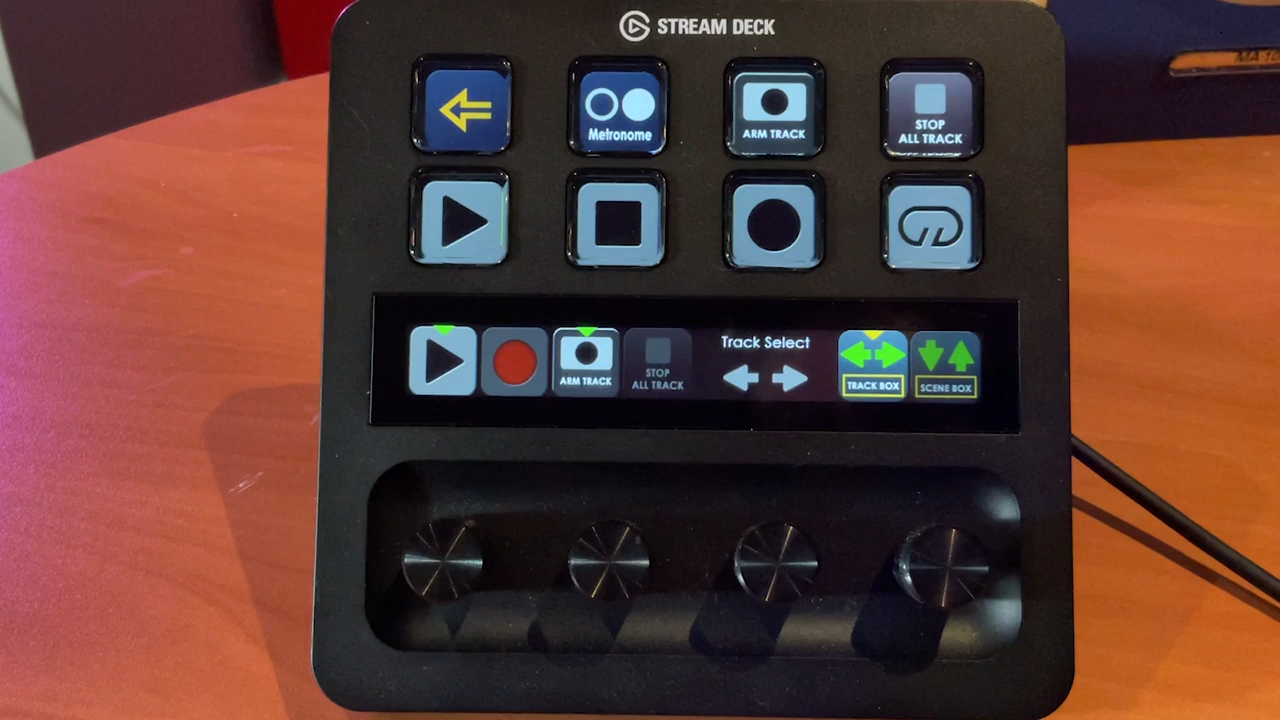 STREAM DECK
Metronome
ARM TRACK
STOP
ALL TRACK
ARM TRACK
STOP
ALL TRACK
Track Select
TRACK BOX
SCENE BOX